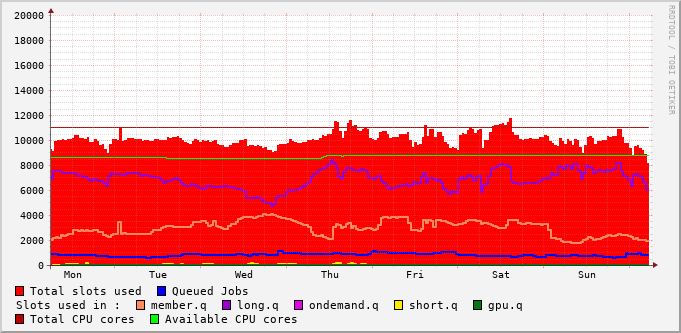 20000
18000
16000
14000
12000
10000
8000
6000
4000
2000
0
Mon Tue Wed Thu Fri Sat Sun
Total slots used Queued Jobs
Slots used in : member.q long.q ondemand.q short.q gpu.q
Total CPU cores Available CPU cores
RRDTOOL / TOBI OETIKER